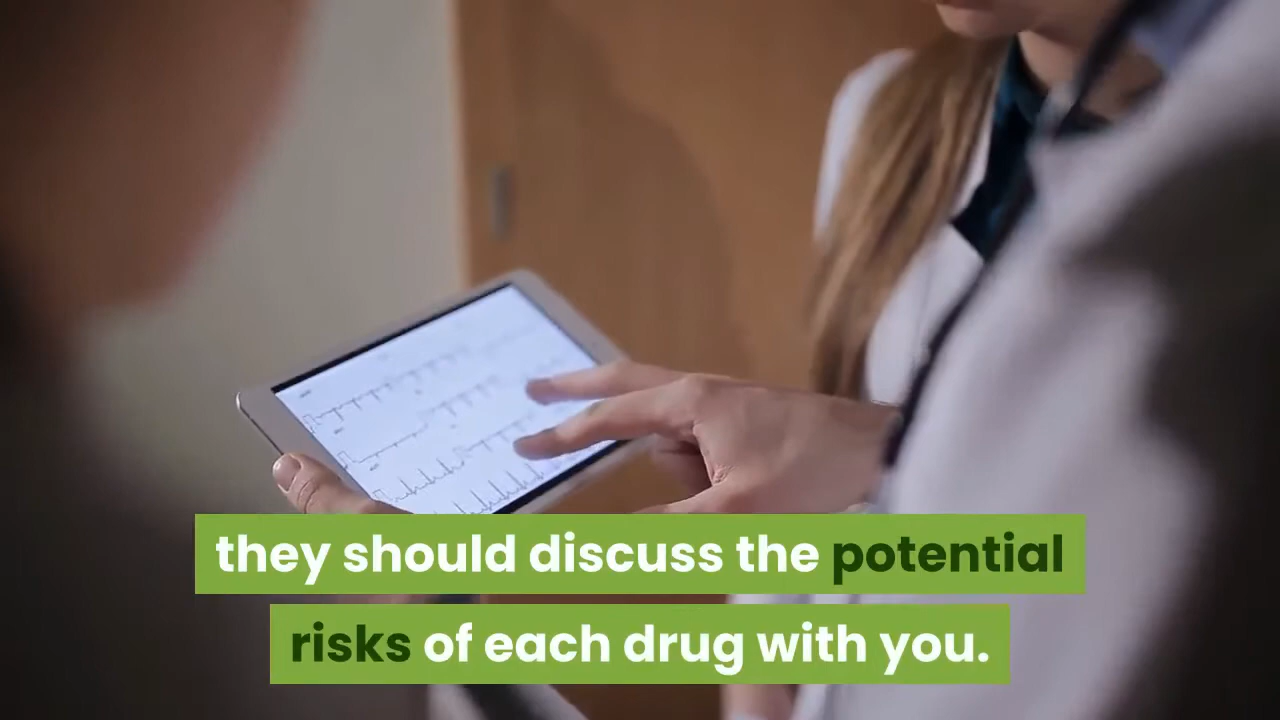 they should discuss the potential
risks of each drug with you.